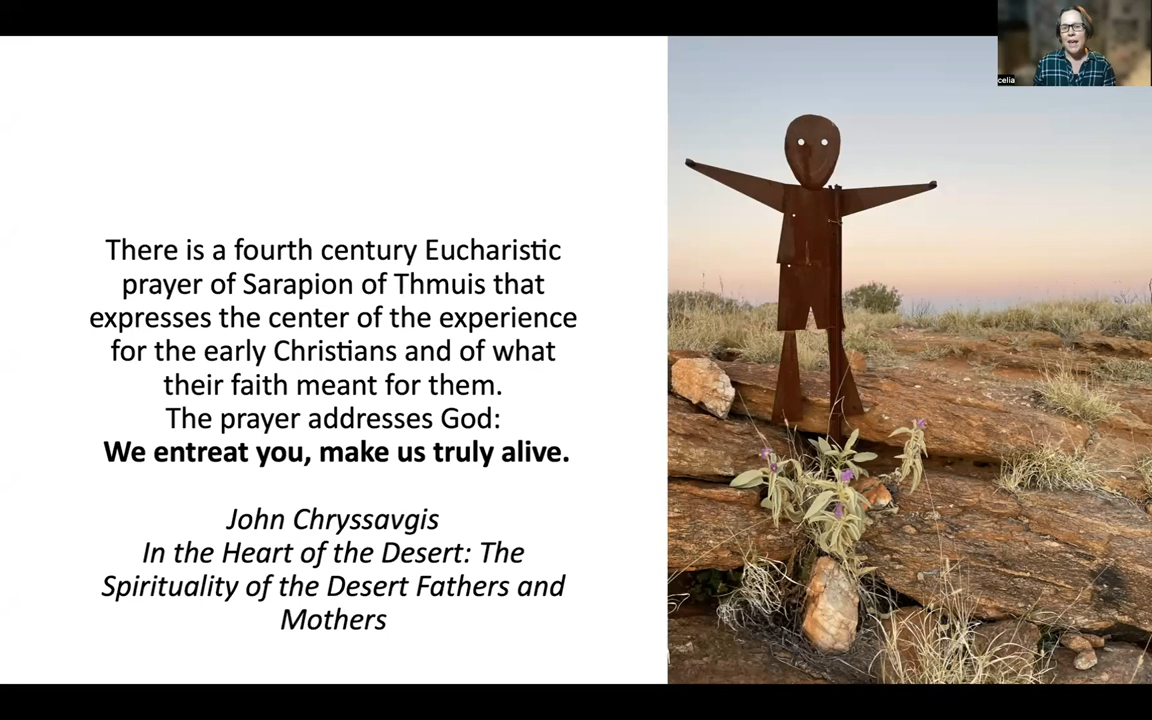 celia
There is a fourth century Eucharistic
prayer of Sarapion of Thmuis that
expresses the center of the experience
for the early Christians and of what
their faith meant for them.
The prayer addresses God:
We entreat you, make us truly alive.
John Chryssavgis
In the Heart of the Desert: The
Spirituality of the Desert Fathers and
Mothers